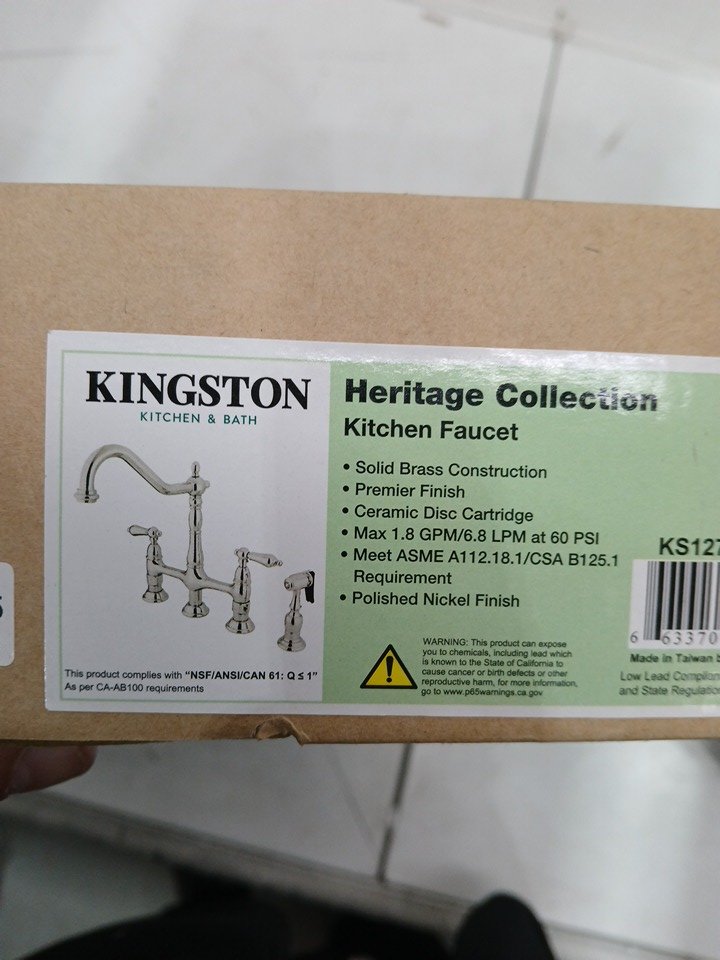 KINGSTON
KITCHEN & BATH
This product complies with "NSF/ANSI/CAN 61: Q ≤ 1"
As per CA-AB100 requirements
Heritage Collection
Kitchen Faucet
• Solid Brass Construction
• Premier Finish
• Ceramic Disc Cartridge
• Max 1.8 GPM/6.8 LPM at 60 PSI
• Meet ASME A112.18.1/CSA B125.1
Requirement
• Polished Nickel Finish
WARNING: This product can expose
you to chemicals, including lead which
is known to the State of California to
cause cancer or birth defects or other
reproductive harm, for more information,
go to www.p65warnings.ca.gov
KS127
6 63370
Made in Taiwan
Low Lead
and State